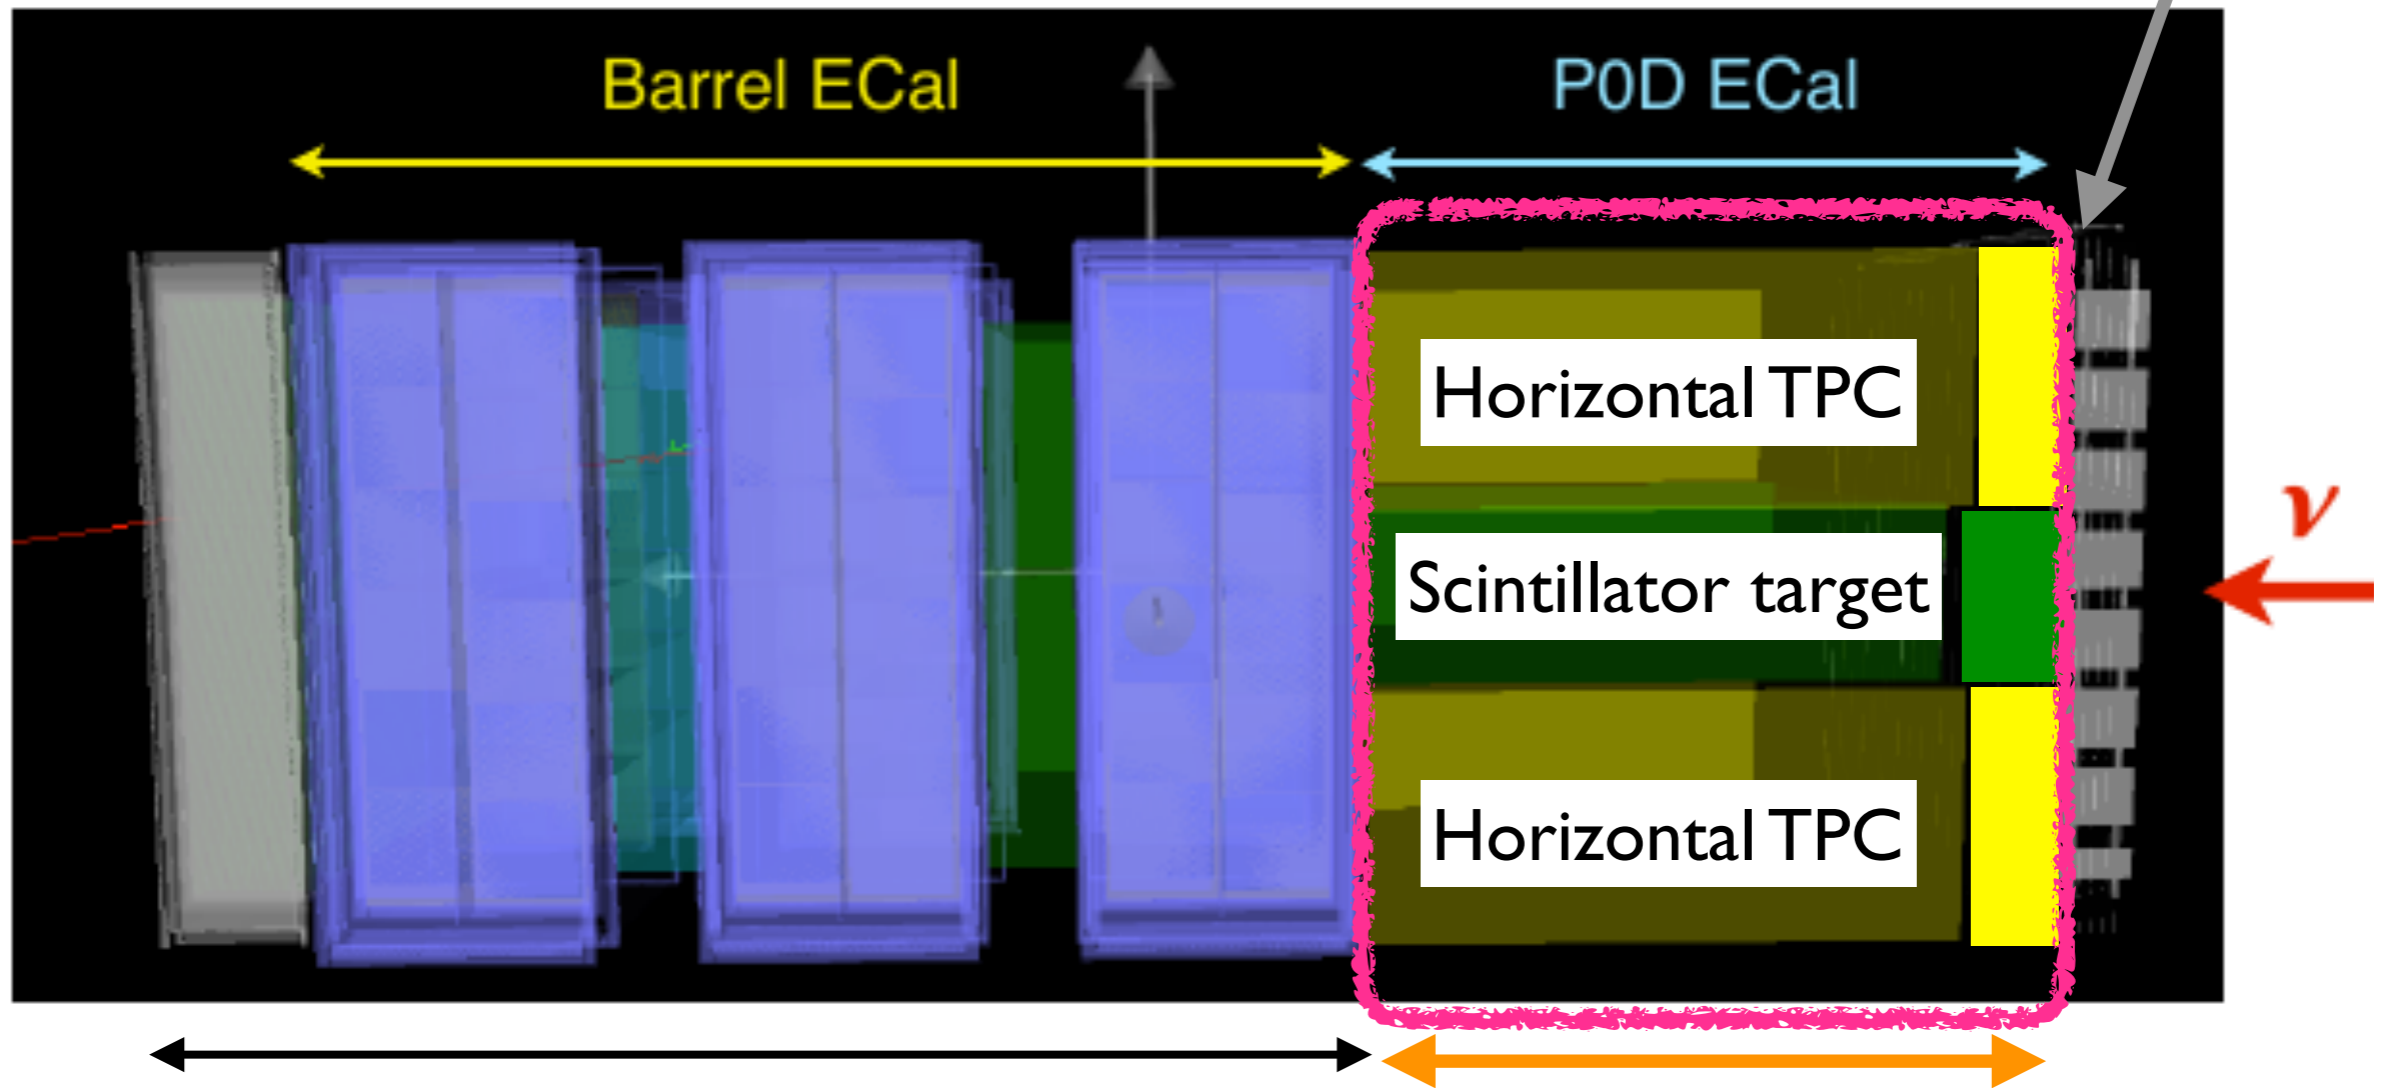 Barrel ECal
P0D ECal
Horizontal TPC
Scintillator target
ν
Horizontal TPC